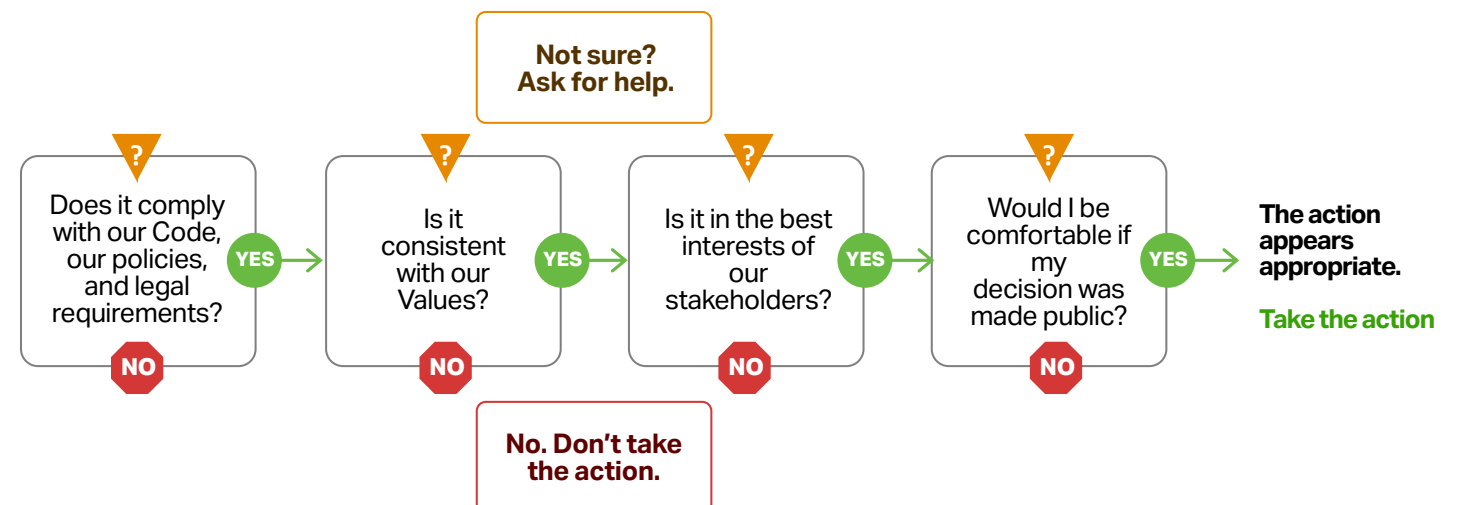 Not sure?
Ask for help.
?
Does it comply
with our Code,
our policies,
and legal
requirements?
YES
NO
?
Is it
consistent
with our
Values?
YES
NO
?
Is it in the best
interests of
our
stakeholders?
YES
NO
?
Would I be
comfortable if
my
decision was
made public?
YES
NO
The action
appears
appropriate.
Take the action
No. Don’t take
the action.